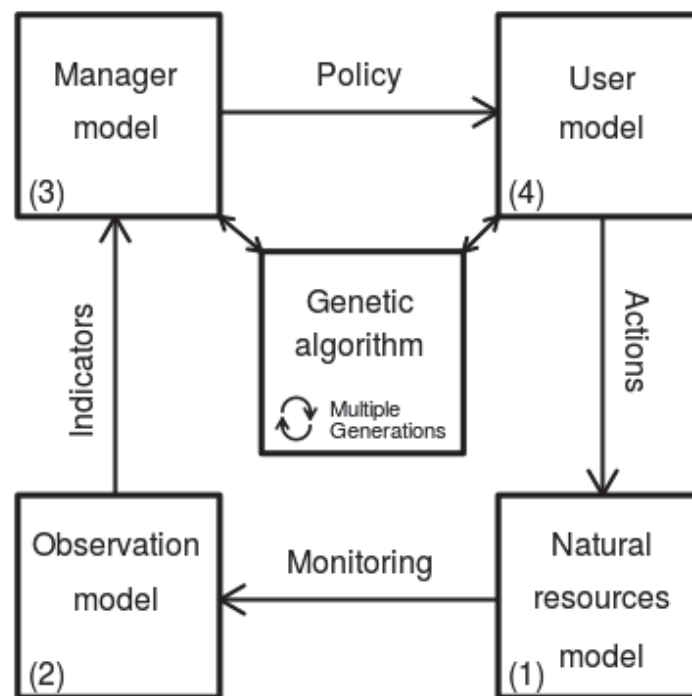 Manager
model
(3)
Policy
User
model
(4)
Genetic
algorithm
Multiple
Generations
Indicators
Actions
Observation
model
(2)
Monitoring
Natural
resources
model
(1)